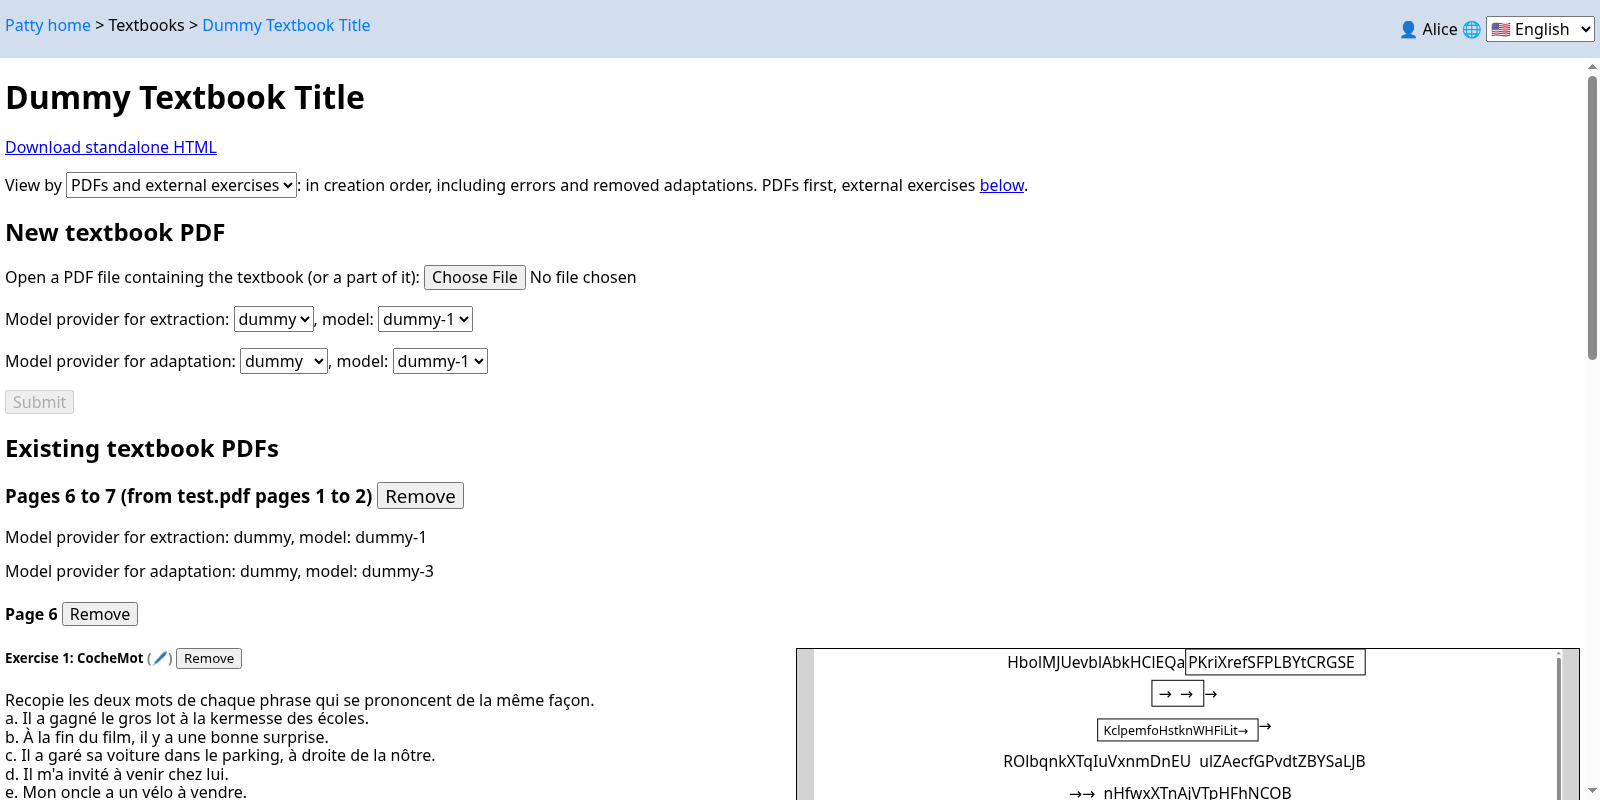 Patty home > Textbooks > Dummy Textbook Title
Alice English
Dummy Textbook Title
Download standalone HTML
View by PDFs and external exercises : in creation order, including errors and removed adaptations. PDFs first, external exercises below.
New textbook PDF
Open a PDF file containing the textbook (or a part of it): Choose File No file chosen
Model provider for extraction: dummy , model: dummy-1
Model provider for adaptation: dummy , model: dummy-1
Submit
Existing textbook PDFs
Pages 6 to 7 (from test.pdf pages 1 to 2) Remove
Model provider for extraction: dummy, model: dummy-1
Model provider for adaptation: dummy, model: dummy-3
Page 6 Remove
Exercise 1: CocheMot (🖊️) Remove
Recopie les deux mots de chaque phrase qui se prononcent de la même façon.
a. Il a gagné le gros lot à la kermesse des écoles.
b. À la fin du film, il y a une bonne surprise.
c. Il a garé sa voiture dans le parking, à droite de la nôtre.
d. Il m'a invité à venir chez lui.
e. Mon oncle a un vélo à vendre.
→ → →
→
→→